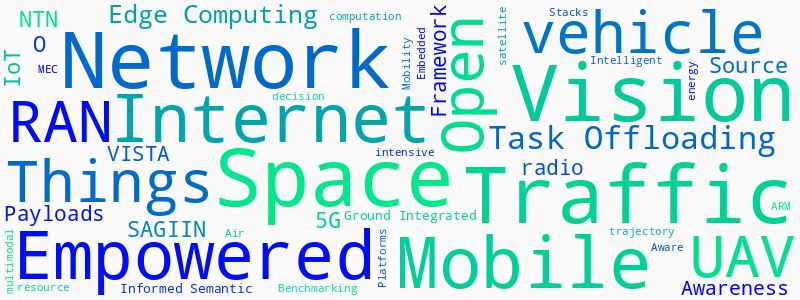 NTN
Edge Computing
computation
Stacks
vehicle
O
IoT
MEC
Network
Mobility
Embedded
Framework
Open
satellite
Intelligent
Source
energy
Vision
decision
RAN
Internet
Task Offloading
VISTA
intensive
radio
Things
Space
Traffic
Payloads
SAGIIN
5G
Ground Integrated
ARM
Air
trajectory
multimodal
Empowered
Platforms
Mobile
Aware
UAV
resource
Informed Semantic
Benchmarking
Awareness